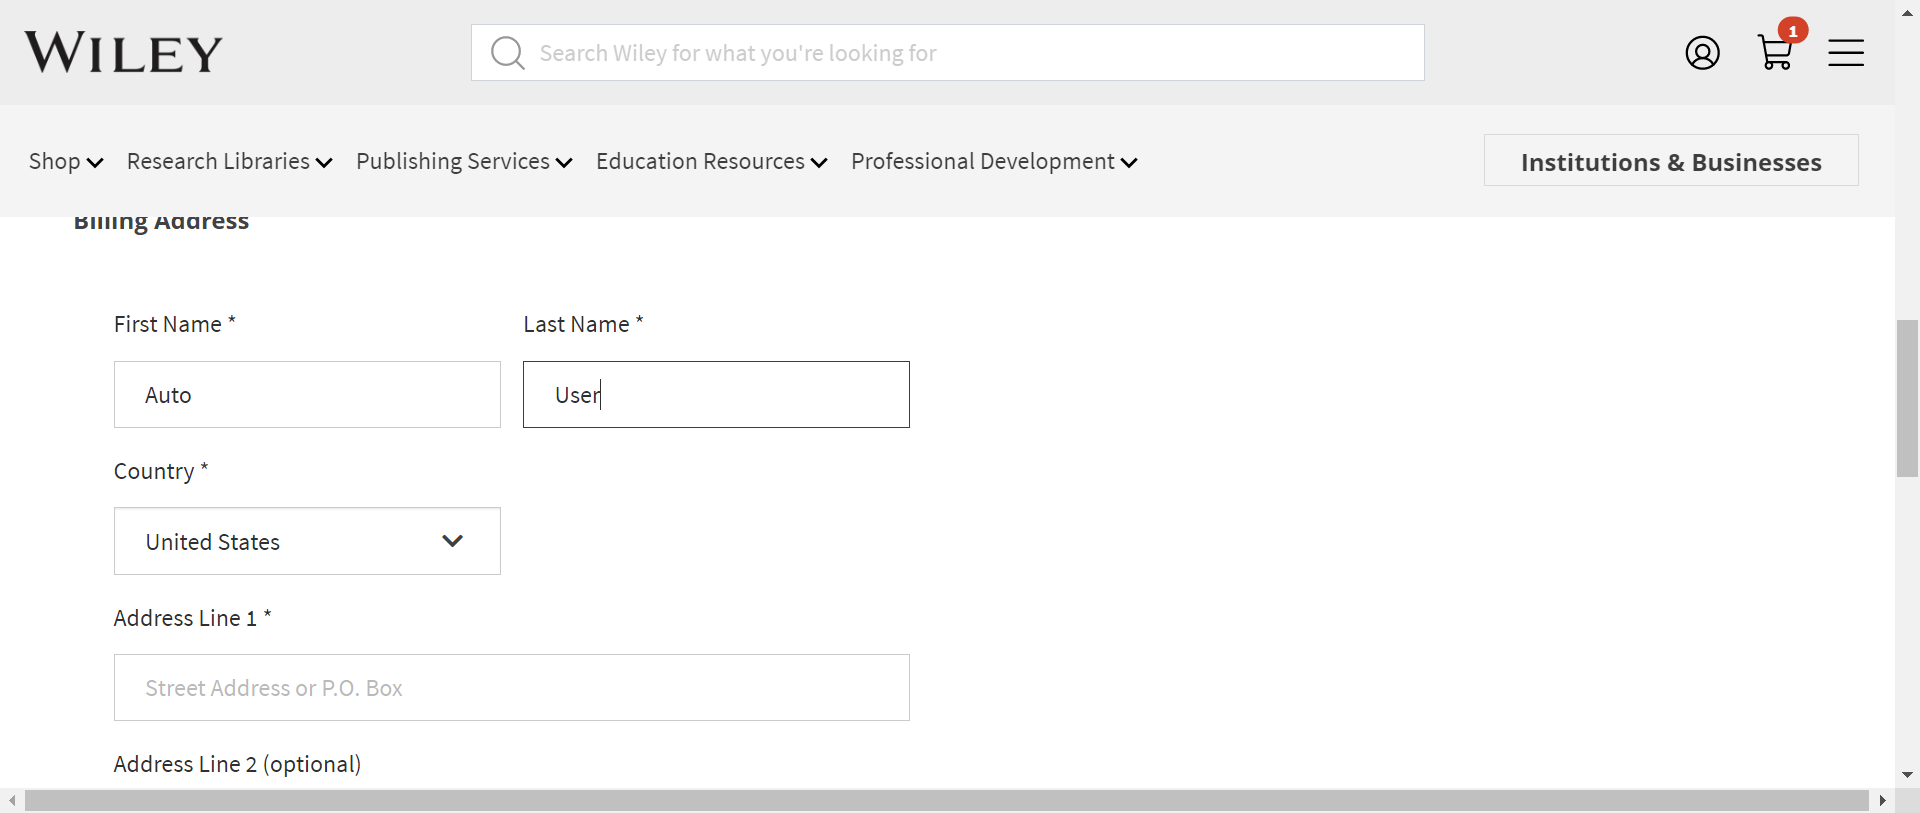 WILEY
Search Wiley for what you're looking for
1
Shop
Research Libraries
Publishing Services
Education Resources
Professional Development
Institutions & Businesses
Billing Address
First Name *
Last Name *
Auto
User
Country *
United States
Address Line 1 *
Street Address or P.O. Box
Address Line 2 (optional)